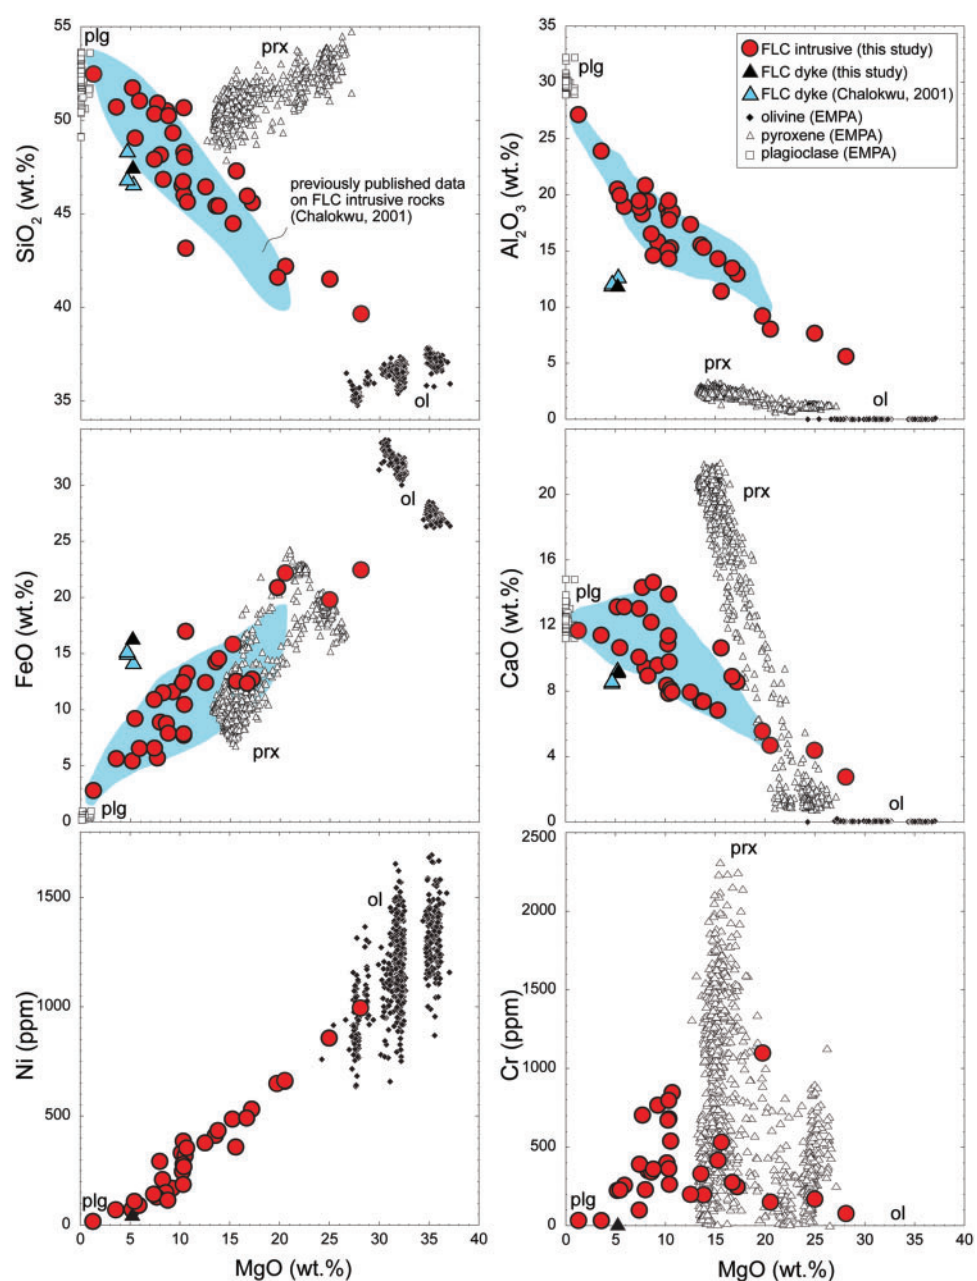 55
50
45
40
35
SiO2 (wt.%)
plg
prx
previously published data
on FLC intrusive rocks
(Chalokwu, 2001)
ol
35
30
25
20
15
10
5
0
Al2O3 (wt.%)
plg
FLC intrusive (this study)
FLC dyke (this study)
FLC dyke (Chalokwu, 2001)
olivine (EMPA)
pyroxene (EMPA)
plagioclase (EMPA)
prx
ol
30
25
20
15
10
5
0
FeO (wt.%)
ol
prx
plg
20
16
12
8
4
0
CaO (wt.%)
prx
plg
ol
1500
1000
500
0
Ni (ppm)
ol
plg
0 5 10 15 20 25 30 35 40
MgO (wt.%)
2500
2000
1500
1000
500
0
Cr (ppm)
prx
plg
ol
0 5 10 15 20 25 30 35 40
MgO (wt.%)